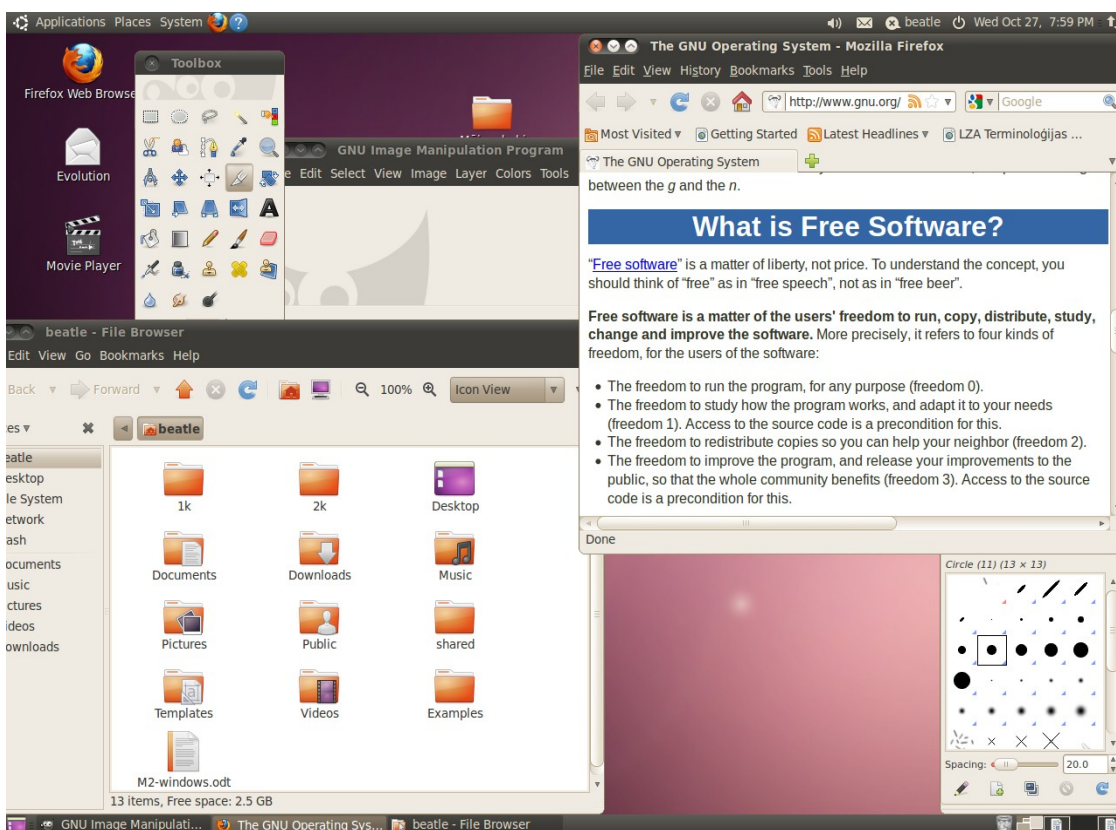 Applications Places System
beatle Wed Oct 27, 7:59 PM
Firefox Web Browse
Evolution
Movie Player
Toolbox
GNU Image Manipulation Program
e Edit Select View Image Layer Colors Tools
The GNU Operating System - Mozilla Firefox
File Edit View History Bookmarks Tools Help
http://www.gnu.org/ Google
Most Visited Getting Started Latest Headlines LZA Terminoloģijas ...
The GNU Operating System
between the g and the n.
What is Free Software?
“Free software” is a matter of liberty, not price. To understand the concept, you
should think of “free” as in “free speech”, not as in “free beer”.
Free software is a matter of the users' freedom to run, copy, distribute, study,
change and improve the software. More precisely, it refers to four kinds of
freedom, for the users of the software:
The freedom to run the program, for any purpose (freedom 0).
The freedom to study how the program works, and adapt it to your needs
(freedom 1). Access to the source code is a precondition for this.
The freedom to redistribute copies so you can help your neighbor (freedom 2).
The freedom to improve the program, and release your improvements to the
public, so that the whole community benefits (freedom 3). Access to the source
code is a precondition for this.
Done
beatle - File Browser
Edit View Go Bookmarks Help
Back Forward 100% Icon View
es
beatle
eatle
esktop
le System
etwork
ash
ocuments
usic
ctures
ideos
ownloads
1k 2k Desktop
Documents Downloads Music
Pictures Public shared
Templates Videos Examples
M2-windows.odt
13 items, Free space: 2.5 GB
Circle (11) (13 × 13)
Spacing: 20.0
GNU Image Manipulati... The GNU Operating Sys... beatle - File Browser